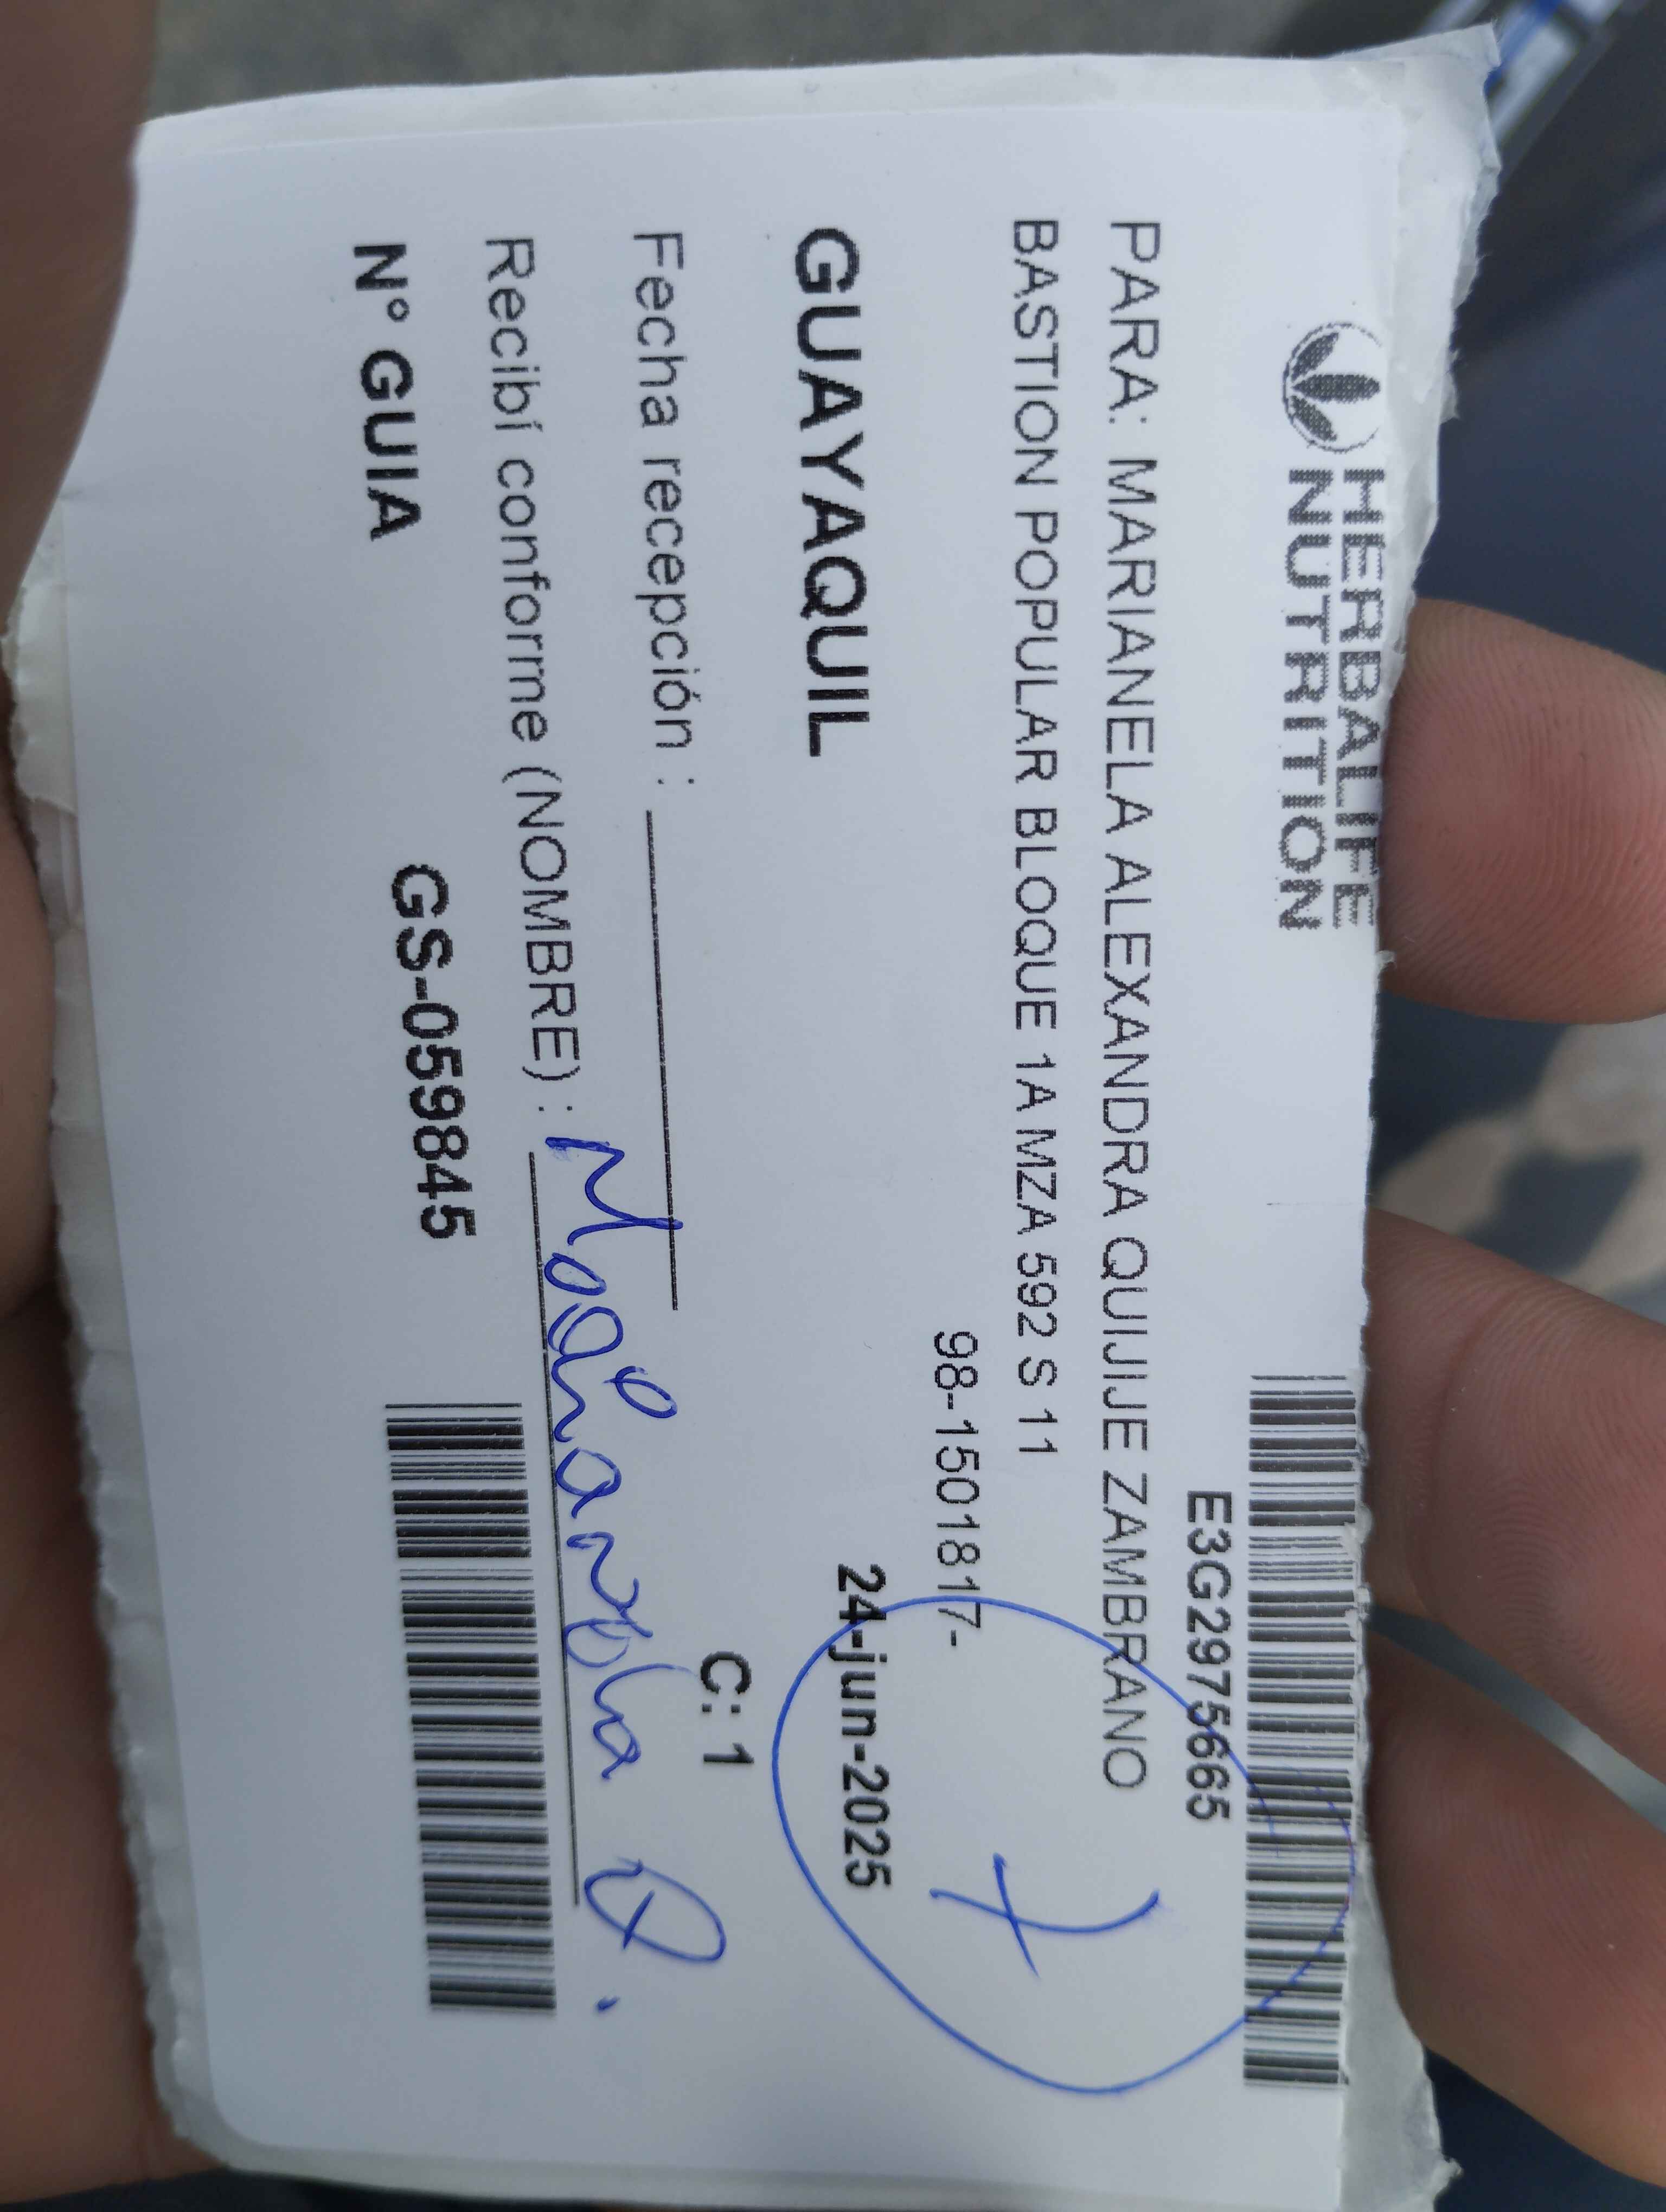 HERBALIFE
NUTRITION
E3G2975665
PARA: MARIANELA ALEXANDRA QUIJIJE ZAMBRANO
BASTION POPULAR BLOQUE 1A MZA 592 S 11
98-1501817-
7
GUAYAQUIL 24-jun-2025
Fecha recepción : C: 1
Recibí conforme (NOMBRE) : Q.
N° GUIA GS-059845